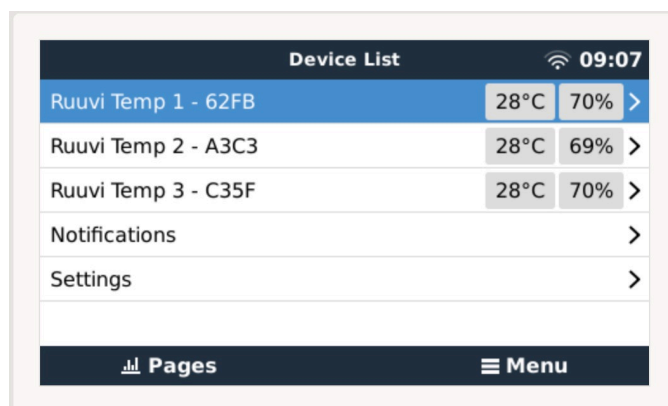 Device List 09:07
Ruuvi Temp 1 - 62FB 28°C 70%
Ruuvi Temp 2 - A3C3 28°C 69%
Ruuvi Temp 3 - C35F 28°C 70%
Notifications
Settings
Pages Menu